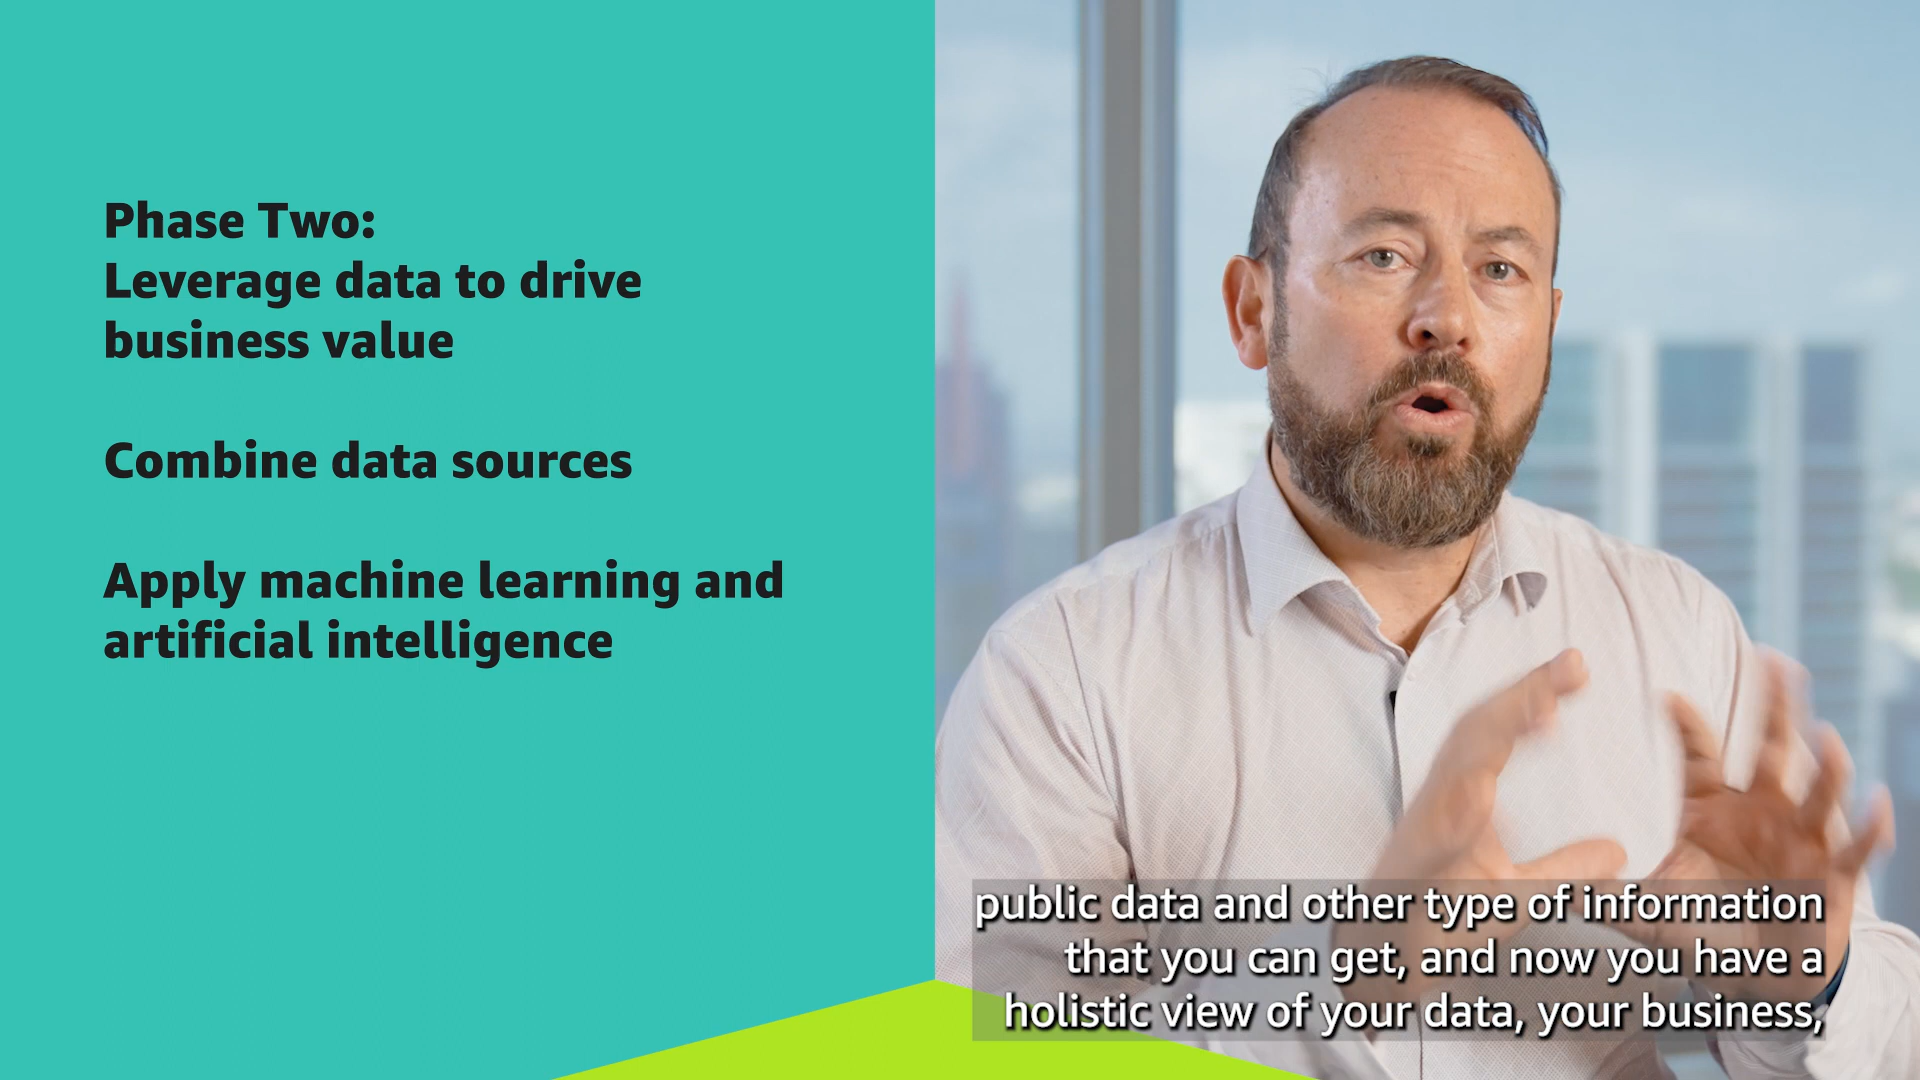 Phase Two:
Leverage data to drive
business value
Combine data sources
Apply machine learning and
artificial intelligence
public data and other type of information
that you can get, and now you have a
holistic view of your data, your business,